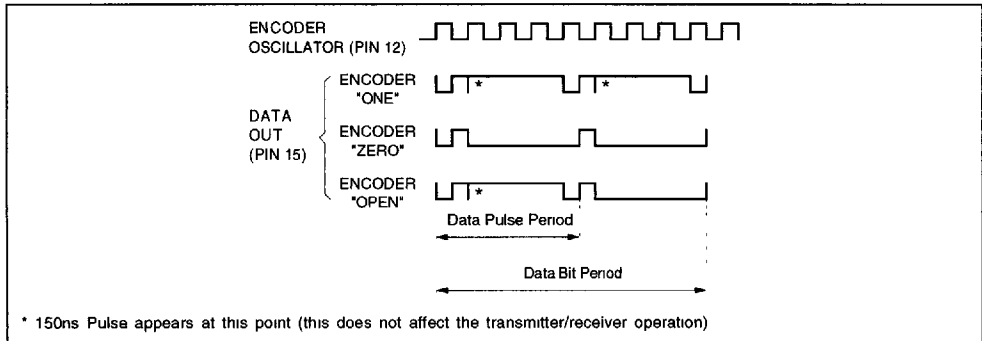 ENCODER
OSCILLATOR (PIN 12)
ENCODER
"ONE"
*
*
DATA
OUT
(PIN 15)
ENCODER
"ZERO"
ENCODER
"OPEN"
*
Data Pulse Period
Data Bit Period
* 150ns Pulse appears at this point (this does not affect the transmitter/receiver operation)